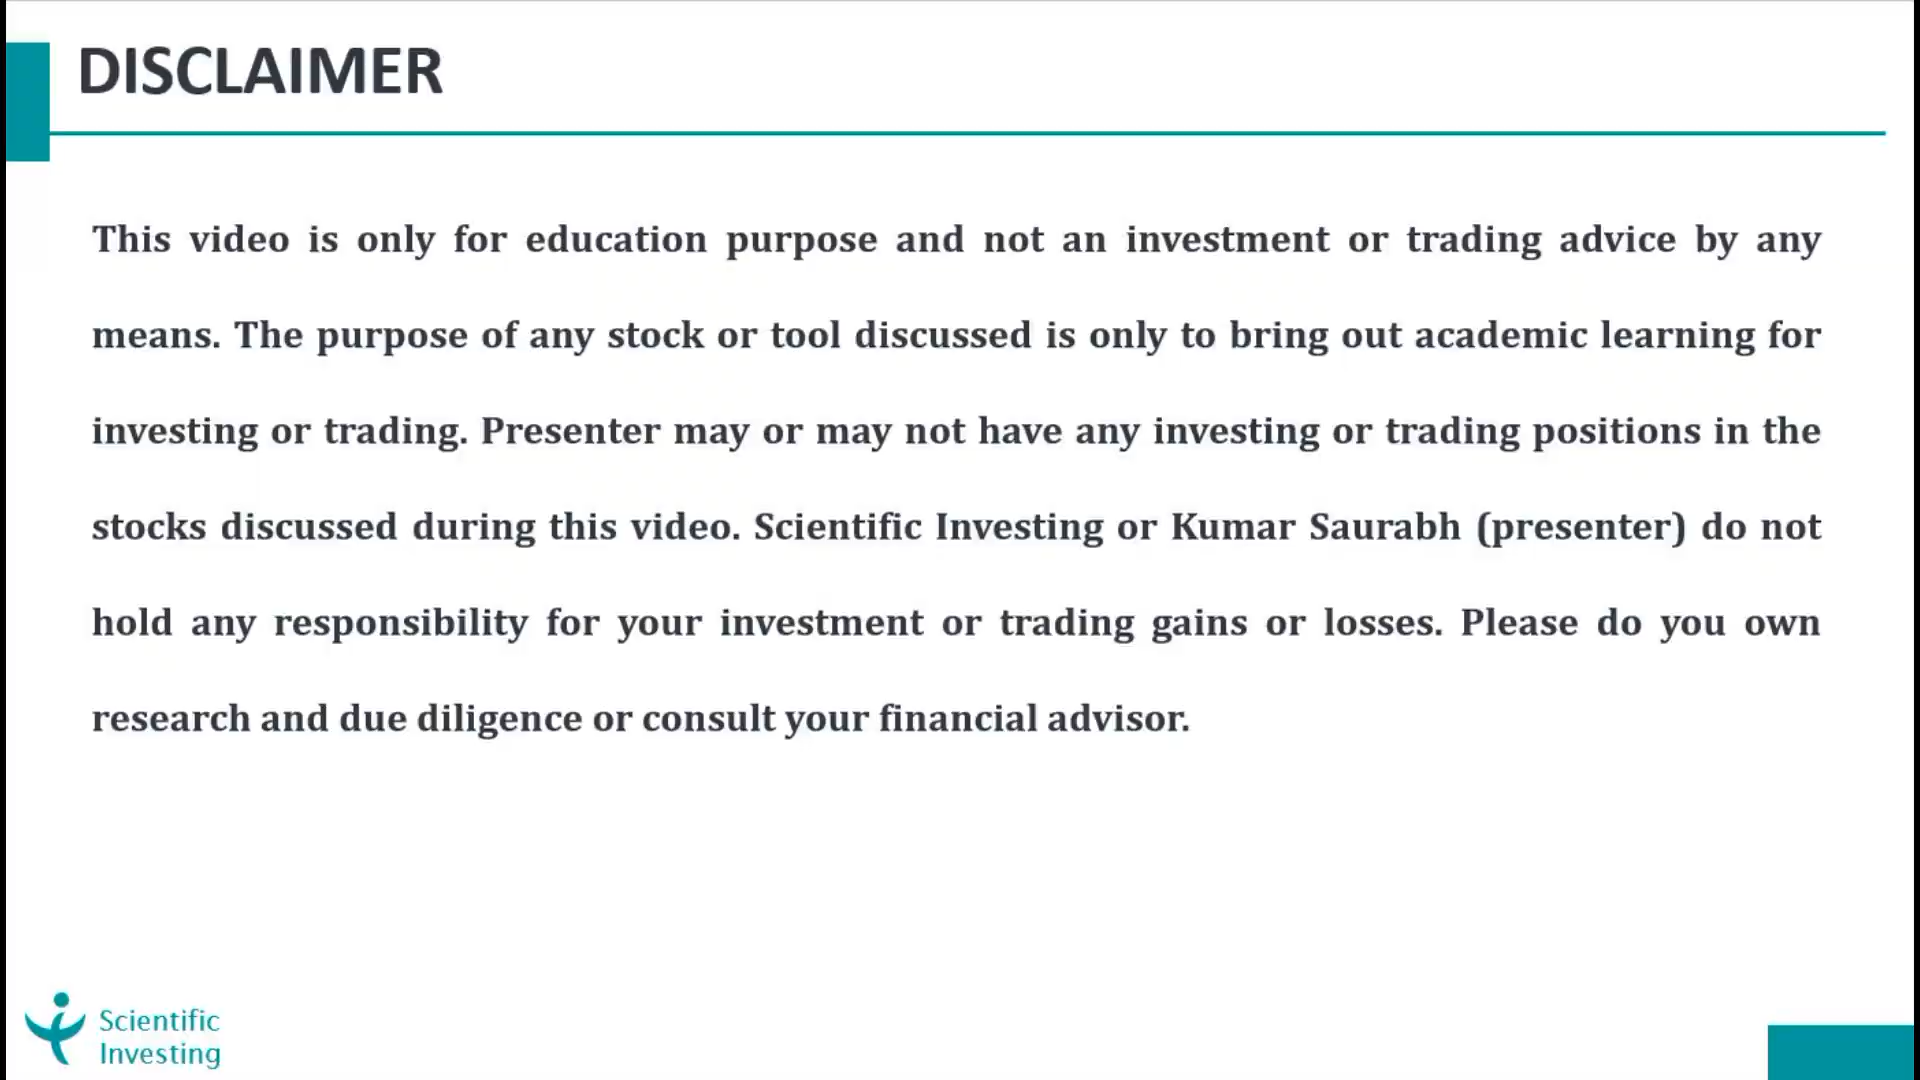 DISCLAIMER
This video is only for education purpose and not an investment or trading advice by any
means. The purpose of any stock or tool discussed is only to bring out academic learning for
investing or trading. Presenter may or may not have any investing or trading positions in the
stocks discussed during this video. Scientific Investing or Kumar Saurabh (presenter) do not
hold any responsibility for your investment or trading gains or losses. Please do you own
research and due diligence or consult your financial advisor.
Scientific
Investing